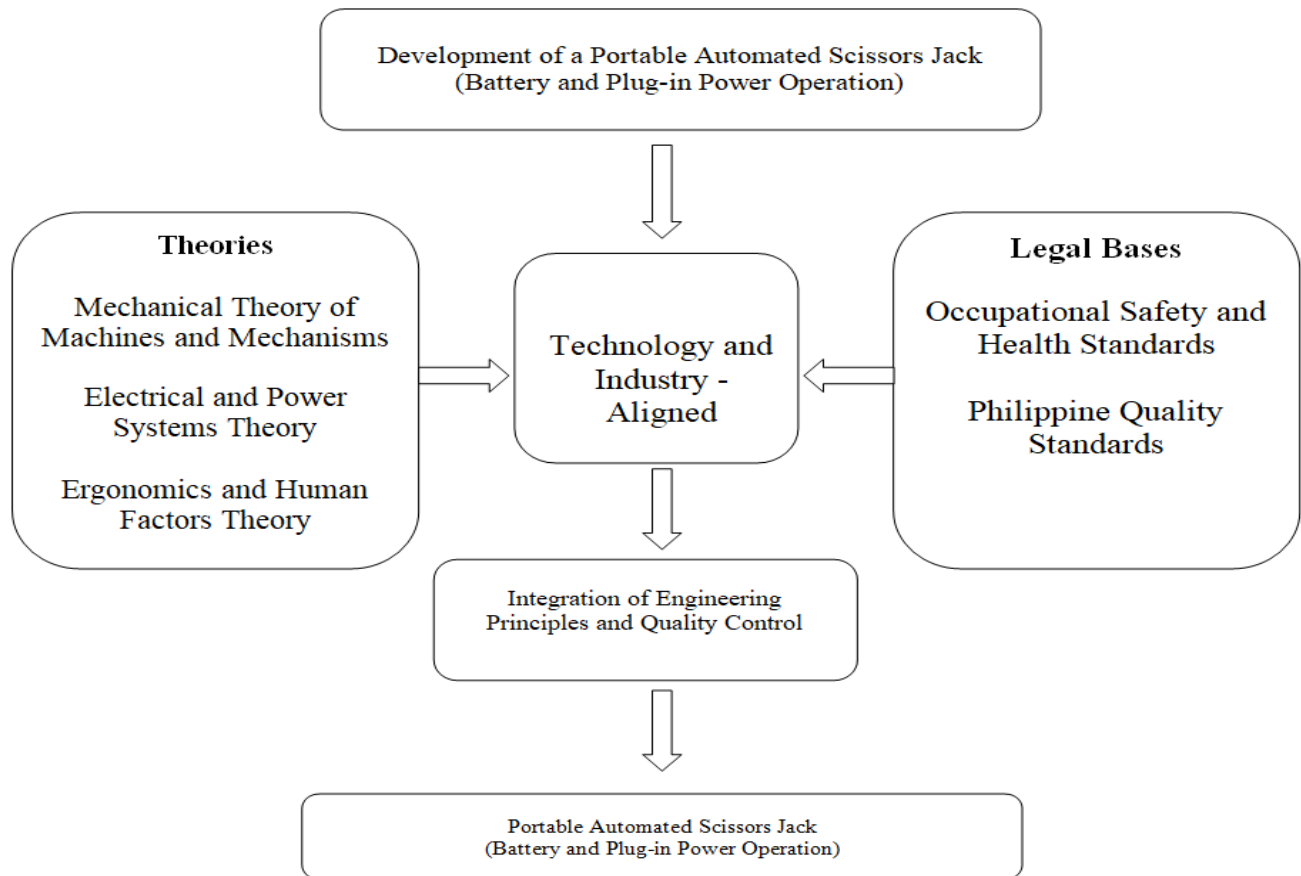 Development of a Portable Automated Scissors Jack
(Battery and Plug-in Power Operation)
Theories
Mechanical Theory of
Machines and Mechanisms
Electrical and Power
Systems Theory
Ergonomics and Human
Factors Theory
Technology and
Industry -
Aligned
Legal Bases
Occupational Safety and
Health Standards
Philippine Quality
Standards
Integration of Engineering
Principles and Quality Control
Portable Automated Scissors Jack
(Battery and Plug-in Power Operation)